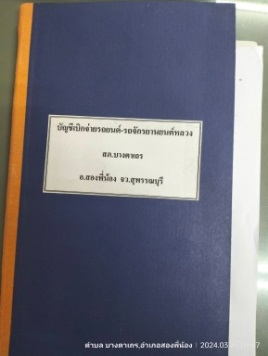 บัญชีเบิกจ่ายรถยนต์-รถจักรยานยนต์หลวง
สภ.บางตาเถร
อ.สองพี่น้อง จว.สุพรรณบุรี
ตำบล บางตาเถร,อำเภอสองพี่น้อง | 2024.03